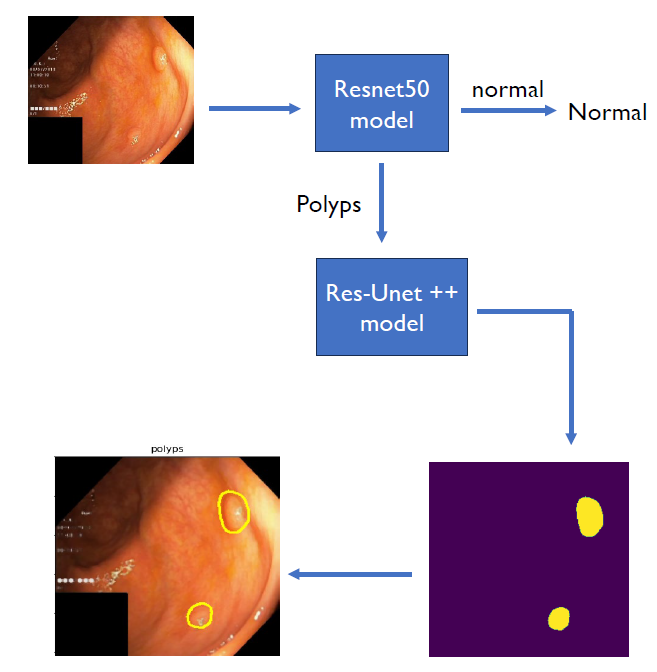 Resnet50
model
normal
Normal
Polyps
Res-Unet ++
model
polyps